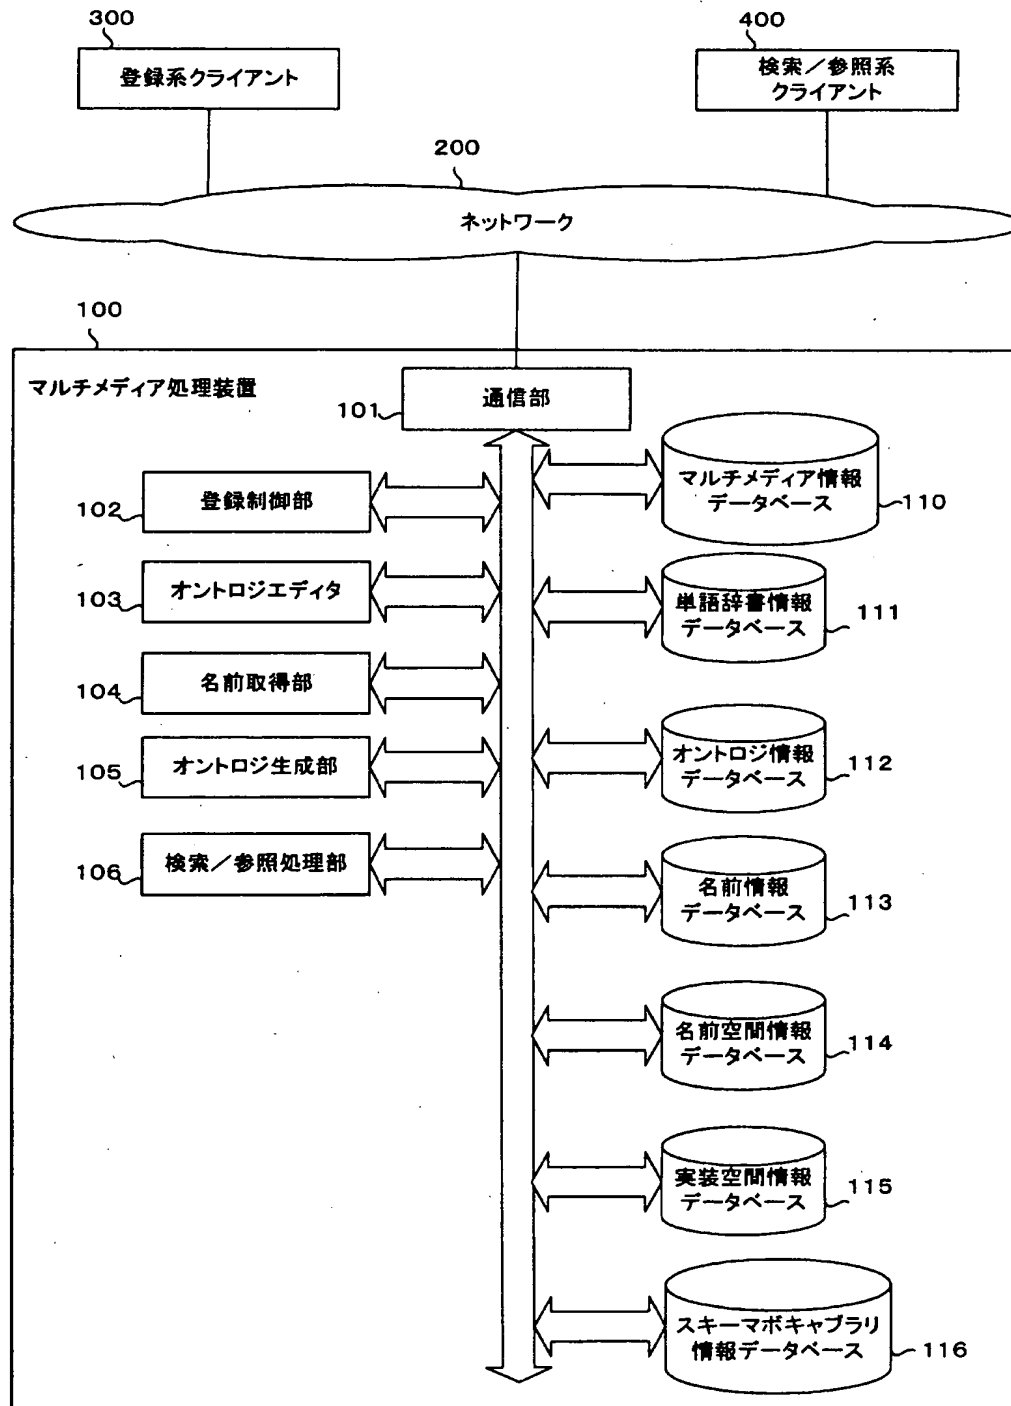 300
登録系クライアント
400
検索／参照系
クライアント
200
ネットワーク
100
マルチメディア処理装置
101
通信部
102
登録制御部
103
オントロジエディタ
104
名前取得部
105
オントロジ生成部
106
検索／参照処理部
マルチメディア情報
データベース
110
単語辞書情報
データベース
111
オントロジ情報
データベース
112
名前情報
データベース
113
名前空間情報
データベース
114
実装空間情報
データベース
115
スキーマボキャブラリ
情報データベース
116